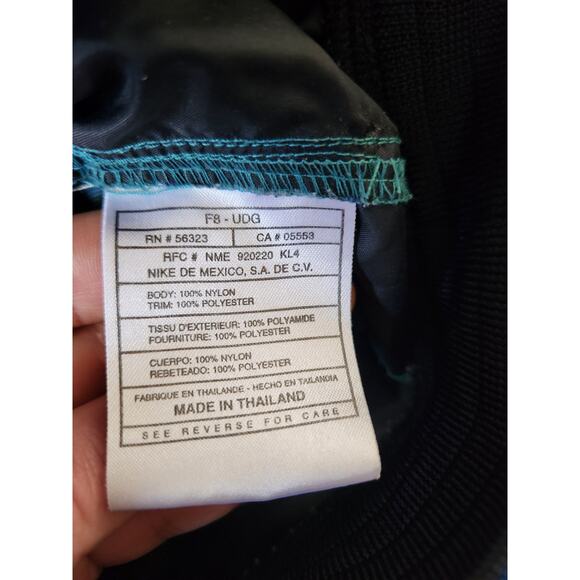 F8 - UDG
RN # 56323 CA # 05553
RFC # NME 920220 KL4
NIKE DE MEXICO, S.A. DE C.V.
BODY: 100% NYLON
TRIM: 100% POLYESTER
TISSU D'EXTERIEUR: 100% POLYAMIDE
FOURNITURE: 100% POLYESTER
CUERPO: 100% NYLON
REBETEADO: 100% POLYESTER
FABRIQUE EN THAILANDE - HECHO EN TAILANDIA
MADE IN THAILAND
SEE REVERSE FOR CARE